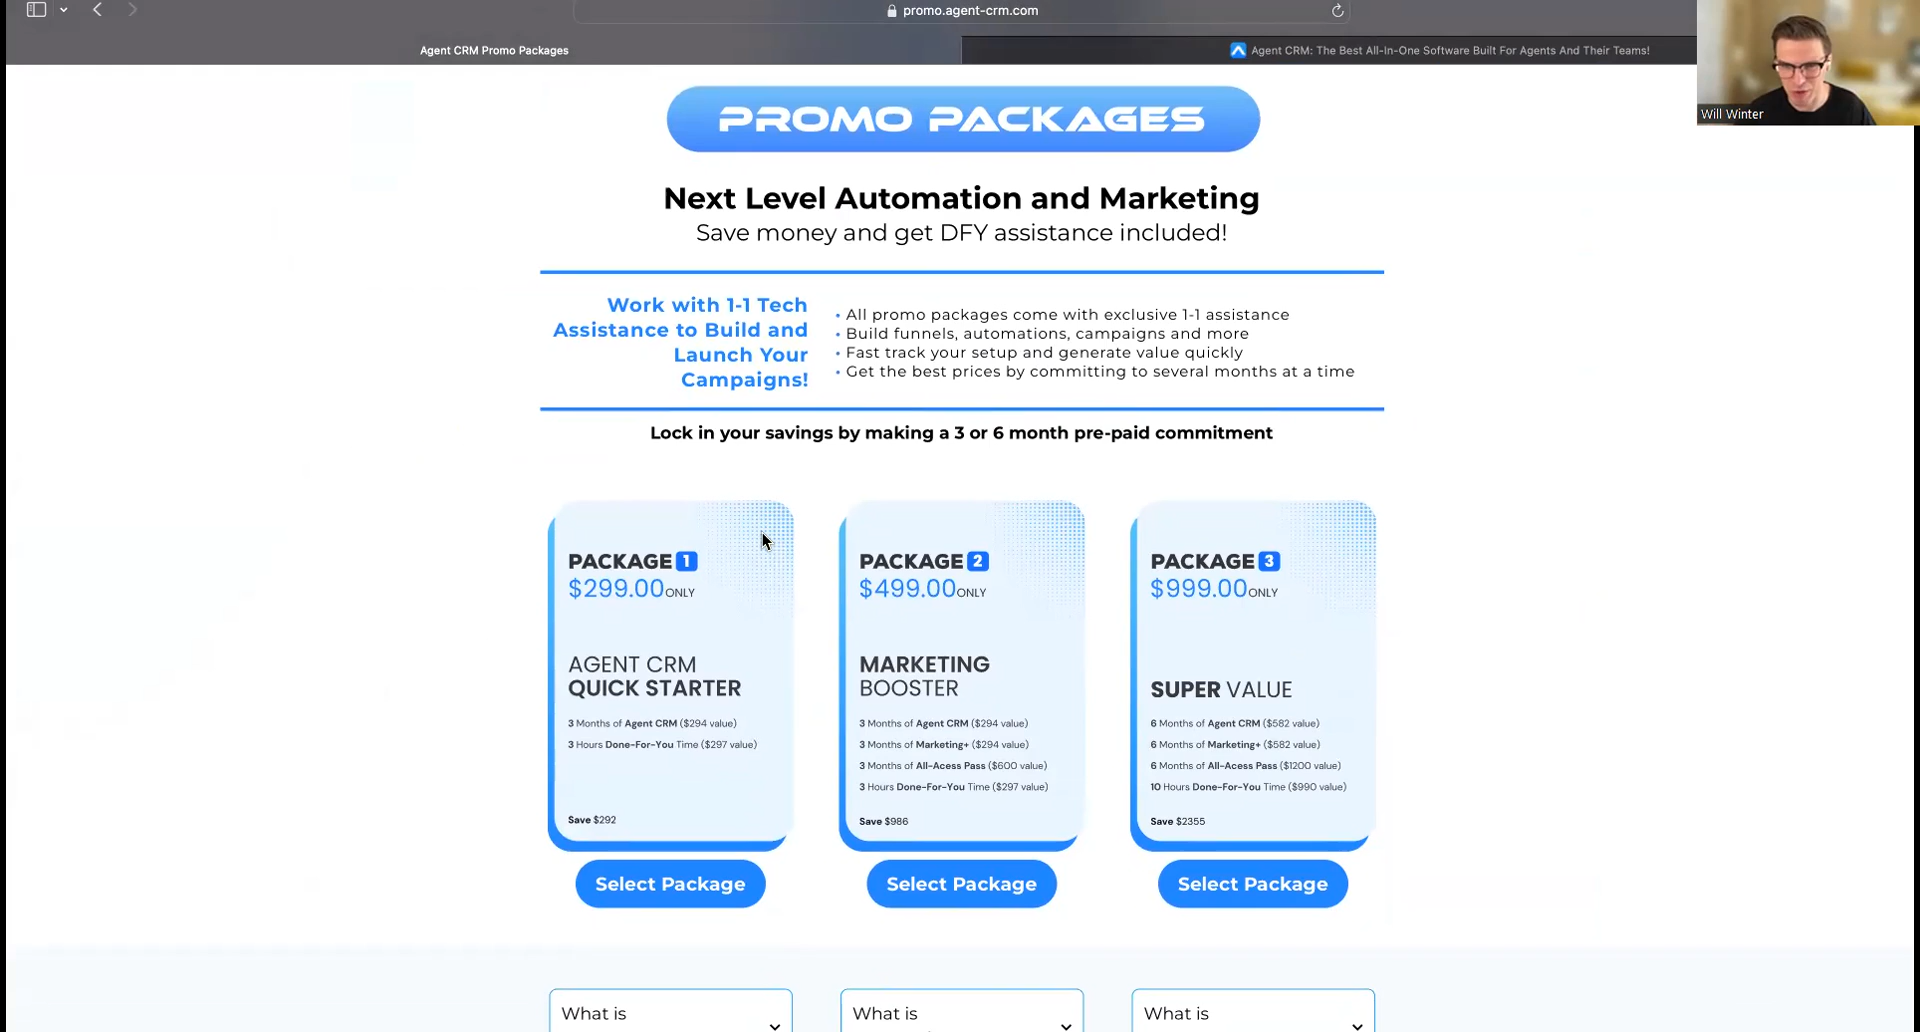 promo.agent-crm.com
Agent CRM Promo Packages
Agent CRM: The Best All-In-One Software Built For Agents And Their Teams!
Will Winter
PROMO PACKAGES
Next Level Automation and Marketing
Save money and get DFY assistance included!
Work with 1-1 Tech
Assistance to Build and
Launch Your
Campaigns!
• All promo packages come with exclusive 1-1 assistance
• Build funnels, automations, campaigns and more
• Fast track your setup and generate value quickly
• Get the best prices by committing to several months at a time
Lock in your savings by making a 3 or 6 month pre-paid commitment
PACKAGE 1
$299.00 ONLY
AGENT CRM
QUICK STARTER
3 Months of Agent CRM ($294 value)
3 Hours Done-For-You Time ($297 value)
Save $292
Select Package
PACKAGE 2
$499.00 ONLY
MARKETING
BOOSTER
3 Months of Agent CRM ($294 value)
3 Months of Marketing+ ($294 value)
3 Months of All-Acess Pass ($600 value)
3 Hours Done-For-You Time ($297 value)
Save $986
Select Package
PACKAGE 3
$999.00 ONLY
SUPER VALUE
6 Months of Agent CRM ($582 value)
6 Months of Marketing+ ($582 value)
6 Months of All-Acess Pass ($1200 value)
10 Hours Done-For-You Time ($990 value)
Save $2355
Select Package
What is
What is
What is